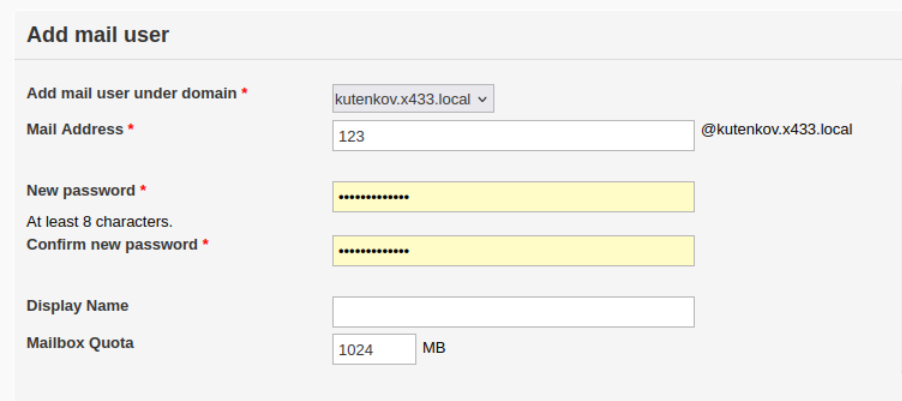 Add mail user
Add mail user under domain *
kutenkov.x433.local
Mail Address *
123
@kutenkov.x433.local
New password *
•••••••••••••
At least 8 characters.
Confirm new password *
•••••••••••••
Display Name
Mailbox Quota
1024
MB